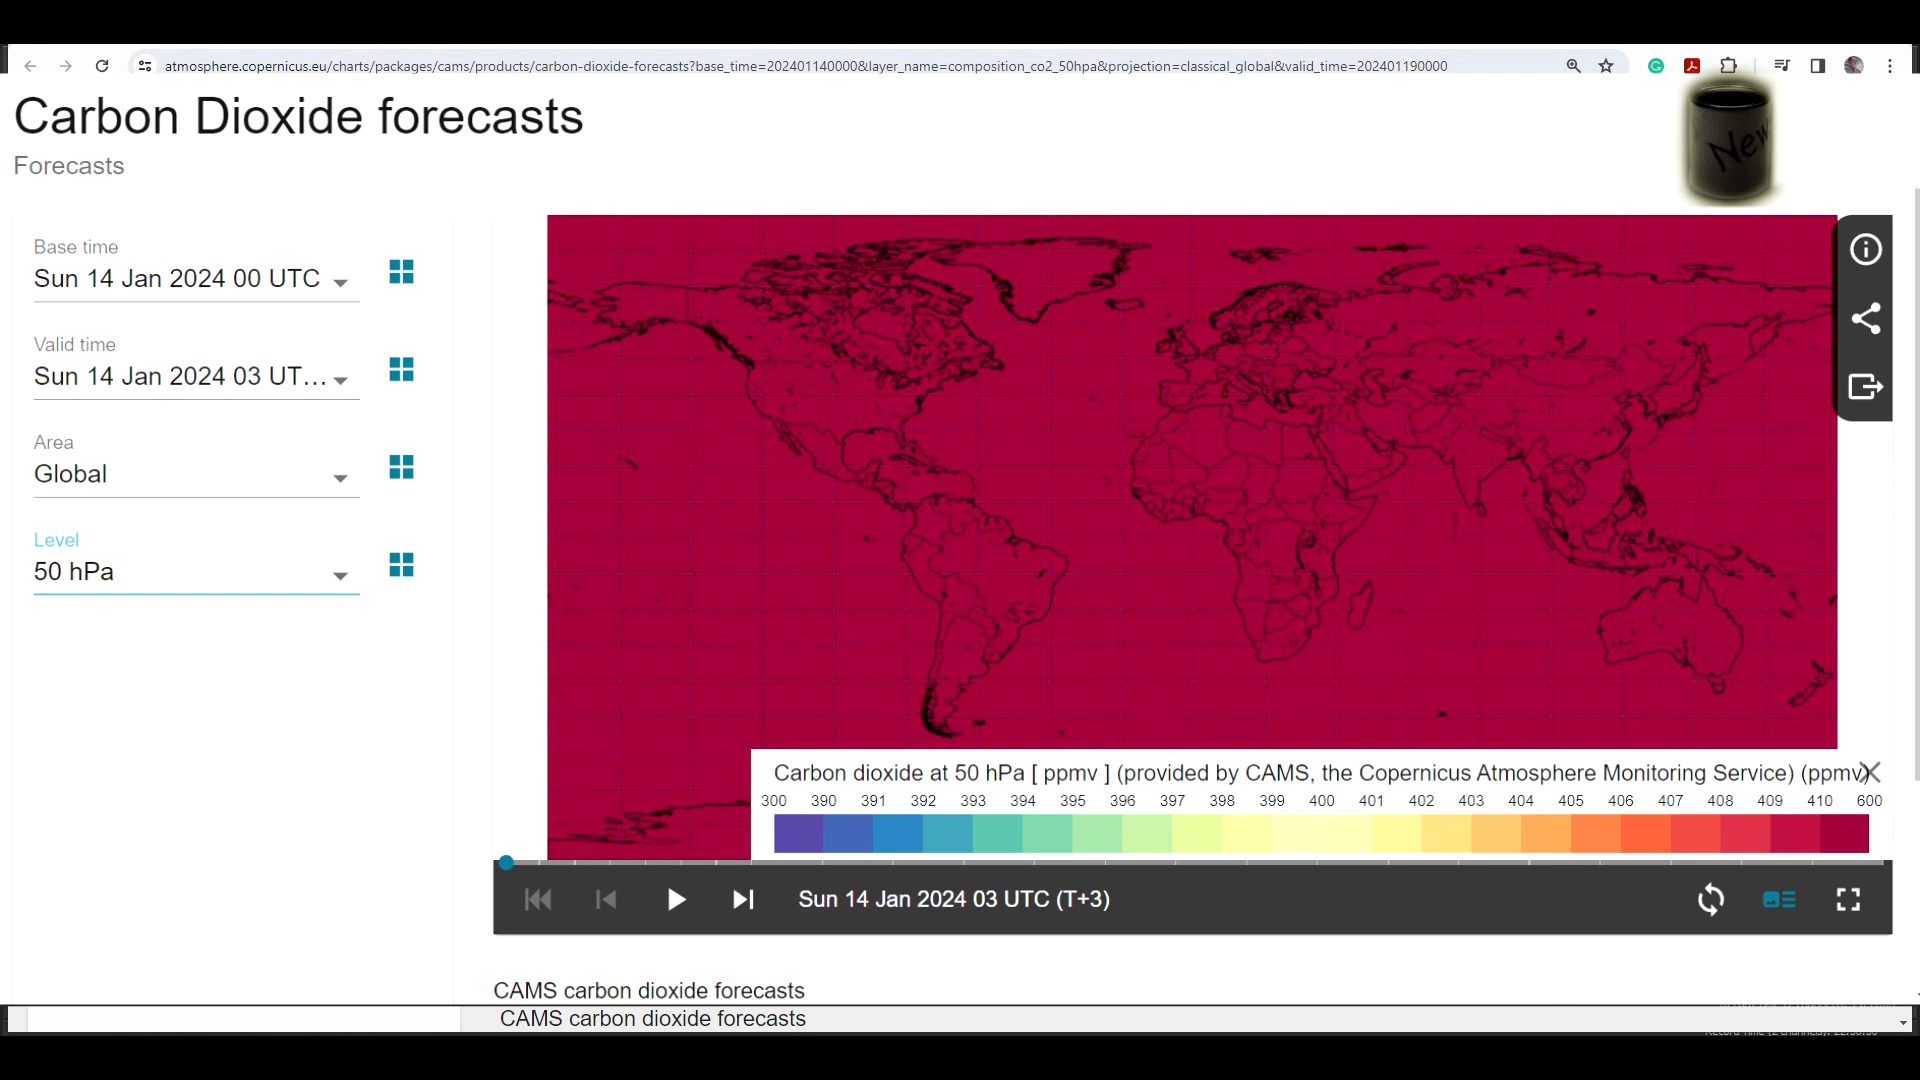 atmosphere.copernicus.eu/charts/packages/cams/products/carbon-dioxide-forecasts?base_time=202401140000&layer_name=composition_co2_50hpa&projection=classical_global&valid_time=202401190000
Carbon Dioxide forecasts
New
Forecasts
Base time
Sun 14 Jan 2024 00 UTC
Valid time
Sun 14 Jan 2024 03 UT...
Area
Global
Level
50 hPa
Carbon dioxide at 50 hPa [ ppmv ] (provided by CAMS, the Copernicus Atmosphere Monitoring Service) (ppmv)
300 390 391 392 393 394 395 396 397 398 399 400 401 402 403 404 405 406 407 408 409 410 600
Sun 14 Jan 2024 03 UTC (T+3)
CAMS carbon dioxide forecasts
CAMS carbon dioxide forecasts